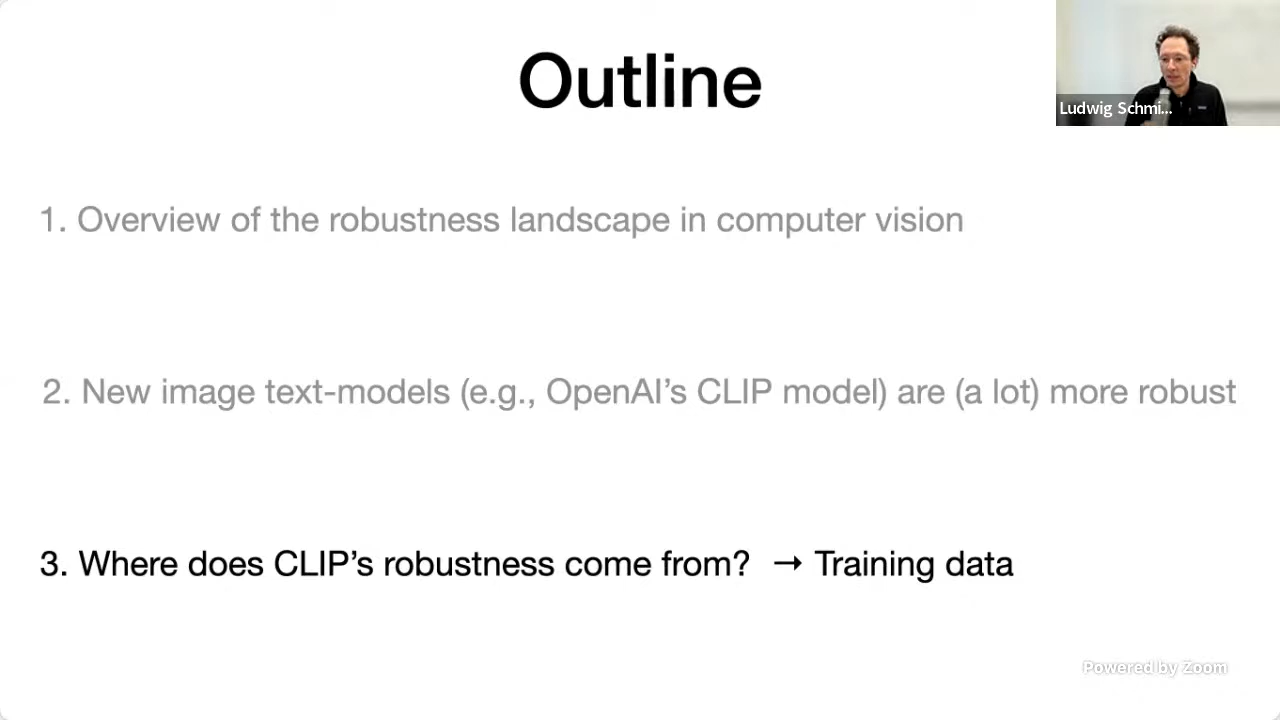 Outline
Ludwig Schmi...
1. Overview of the robustness landscape in computer vision
2. New image text-models (e.g., OpenAI’s CLIP model) are (a lot) more robust
3. Where does CLIP’s robustness come from? → Training data
Powered by Zoom